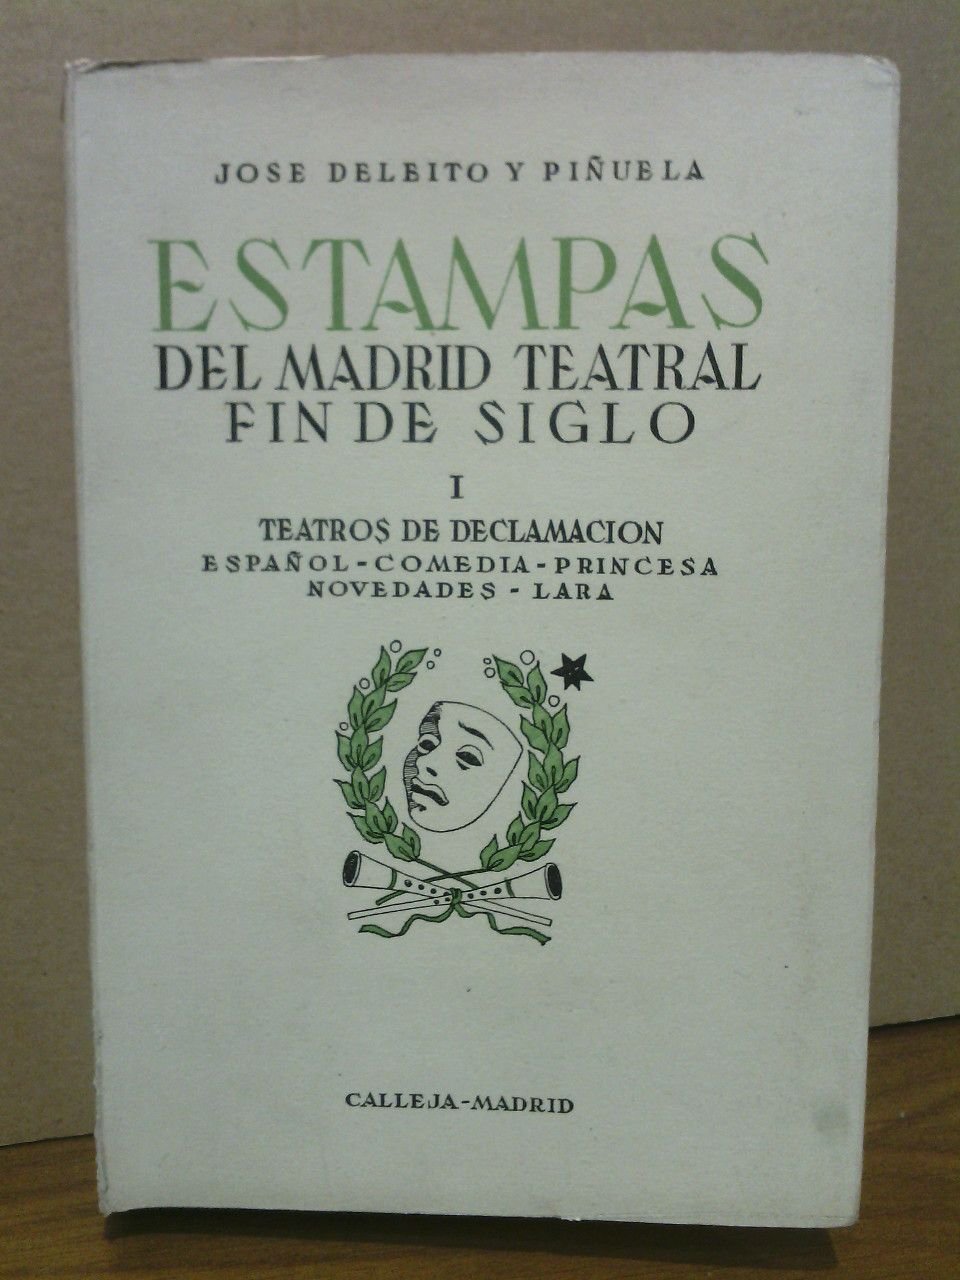 JOSE DELEITO Y PIÑUELA
ESTAMPAS
DEL MADRID TEATRAL
FIN DE SIGLO
I
TEATROS DE DECLAMACION
ESPAÑOL-COMEDIA-PRINCESA
NOVEDADES - LARA
CALLEJA-MADRID